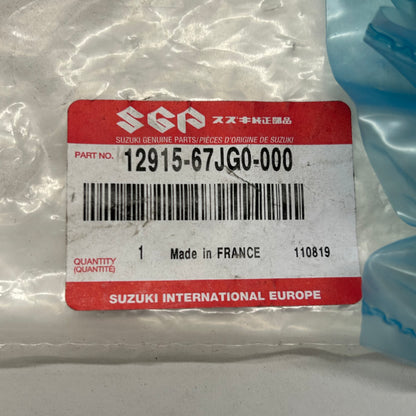 SGP スズキ純正部品
SUZUKI GENUINE PARTS/PIÈCES D'ORIGINE DE SUZUKI
PART NO. 12915-67JG0-000
QUANTITY 1 Made in FRANCE 110819
(QUANTITÉ)
SUZUKI INTERNATIONAL EUROPE